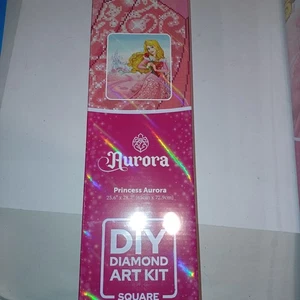 Aurora
Princess Aurora
DIY
DIAMOND
ART KIT
SQUARE